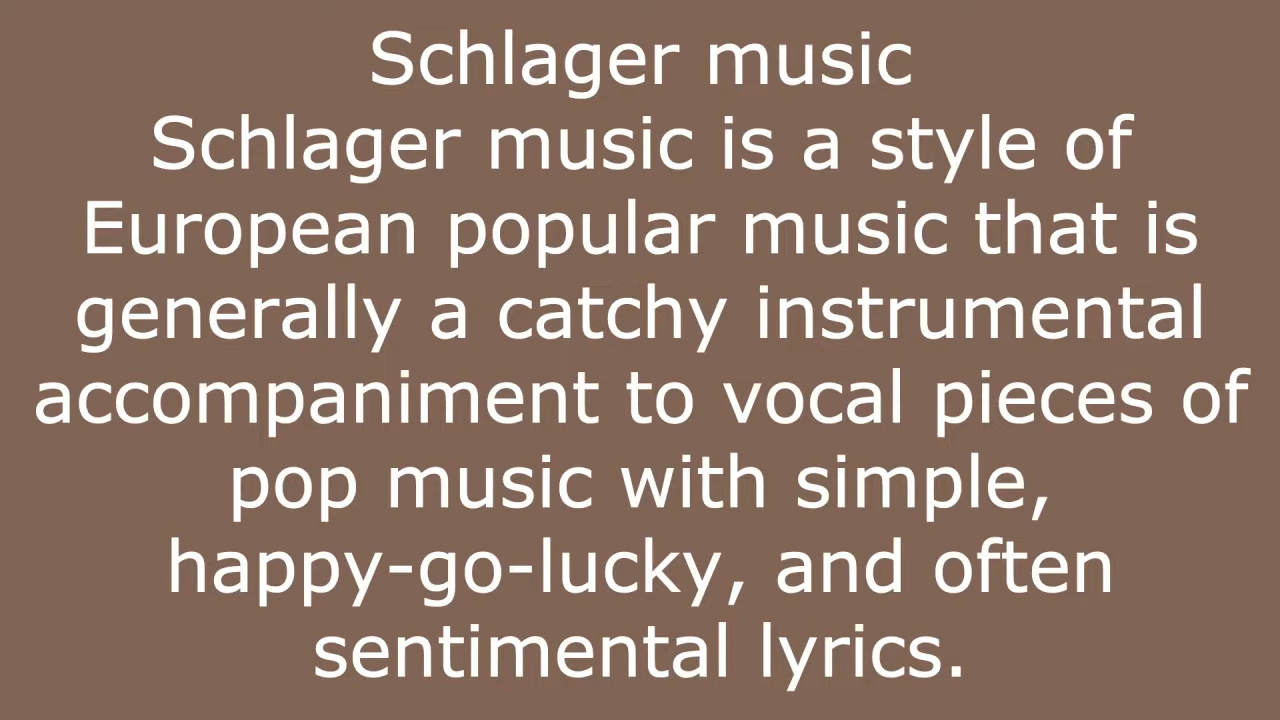 Schlager music
Schlager music is a style of
European popular music that is
generally a catchy instrumental
accompaniment to vocal pieces of
pop music with simple,
happy-go-lucky, and often
sentimental lyrics.